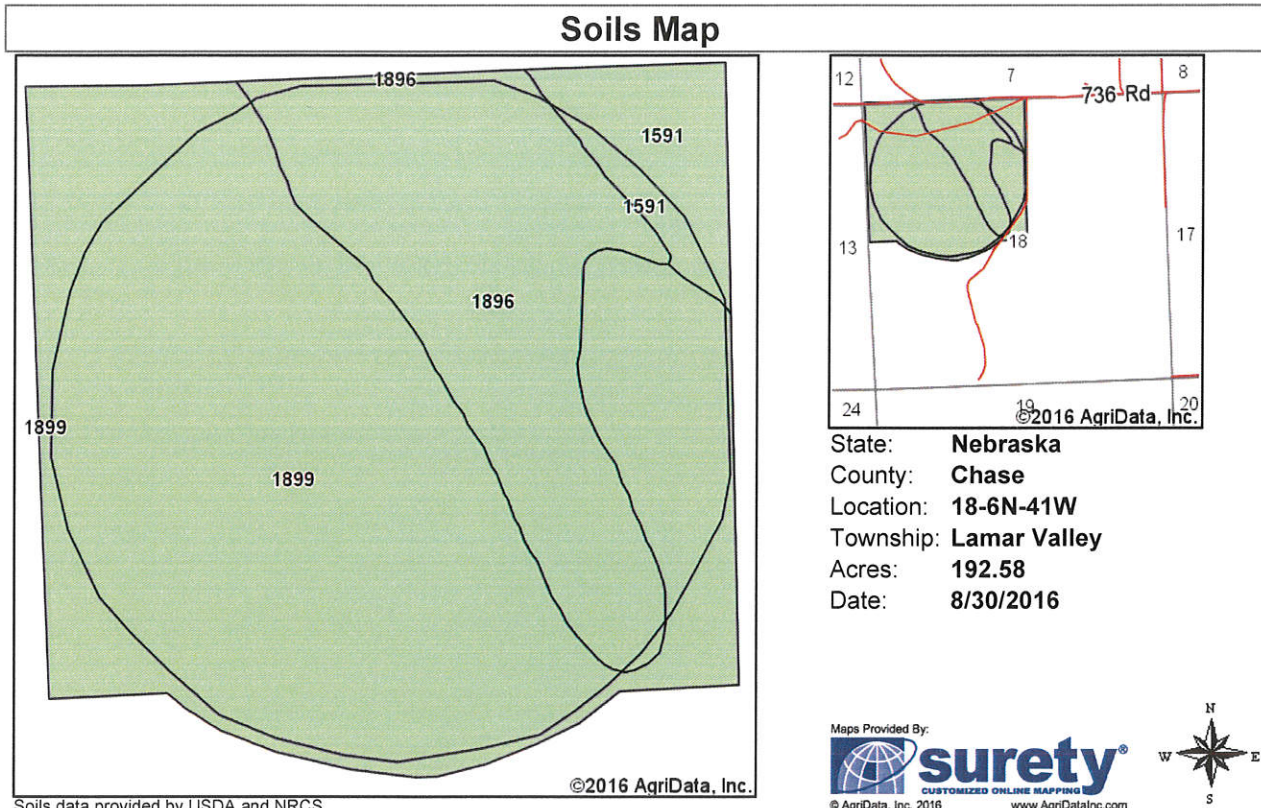 Soils Map
1896
1591
1591
1896
1899
1899
©2016 AgriData, Inc.
Soils data provided by USDA and NRCS.
12
7
8
736 Rd
13
18
17
24
19
20
©2016 AgriData, Inc.
State: Nebraska
County: Chase
Location: 18-6N-41W
Township: Lamar Valley
Acres: 192.58
Date: 8/30/2016
Maps Provided By:
surety®
CUSTOMIZED ONLINE MAPPING
© AgriData, Inc. 2016 www.AgriDataInc.com
N
W
E
S